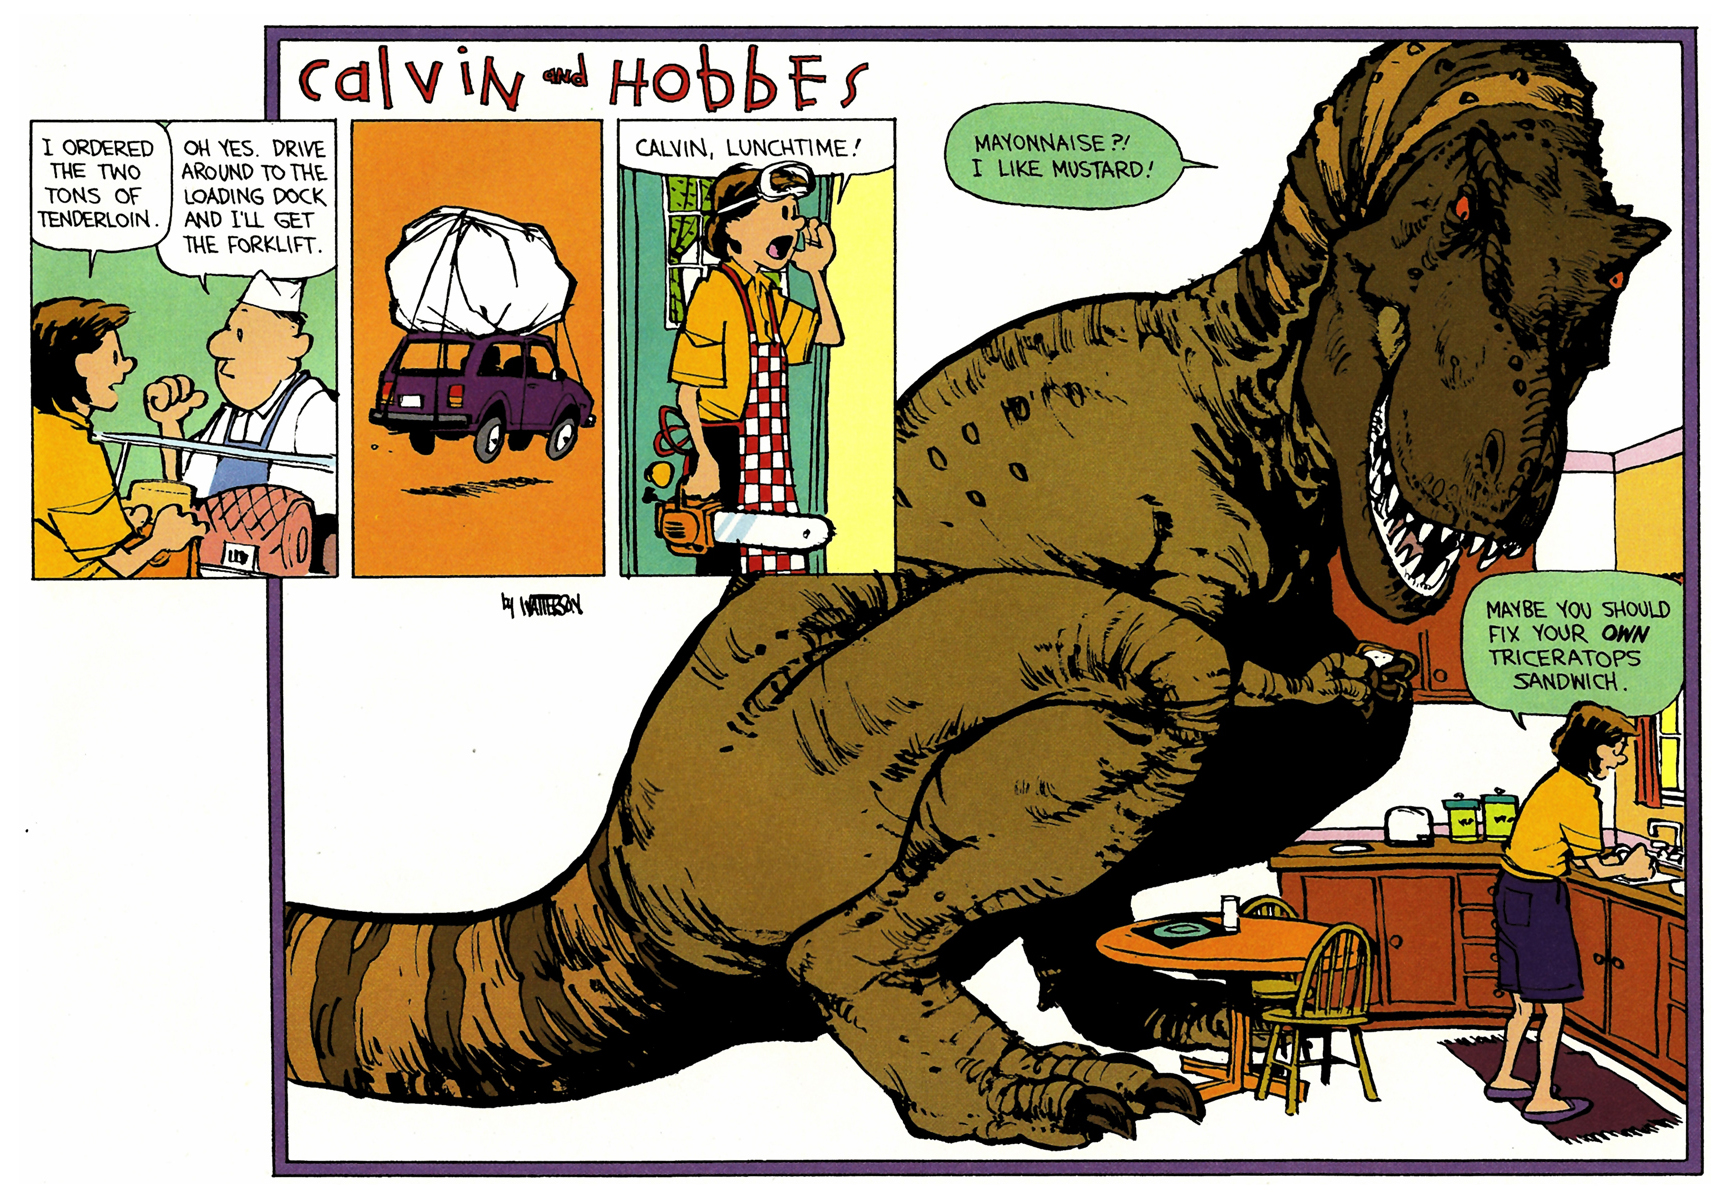 Calvin and Hobbes
I ORDERED
THE TWO
TONS OF
TENDERLOIN.
OH YES. DRIVE
AROUND TO THE
LOADING DOCK
AND I'LL GET
THE FORKLIFT.
CALVIN, LUNCHTIME!
by WATTERSON
MAYONNAISE?!
I LIKE MUSTARD!
MAYBE YOU SHOULD
FIX YOUR OWN
TRICERATOPS
SANDWICH.